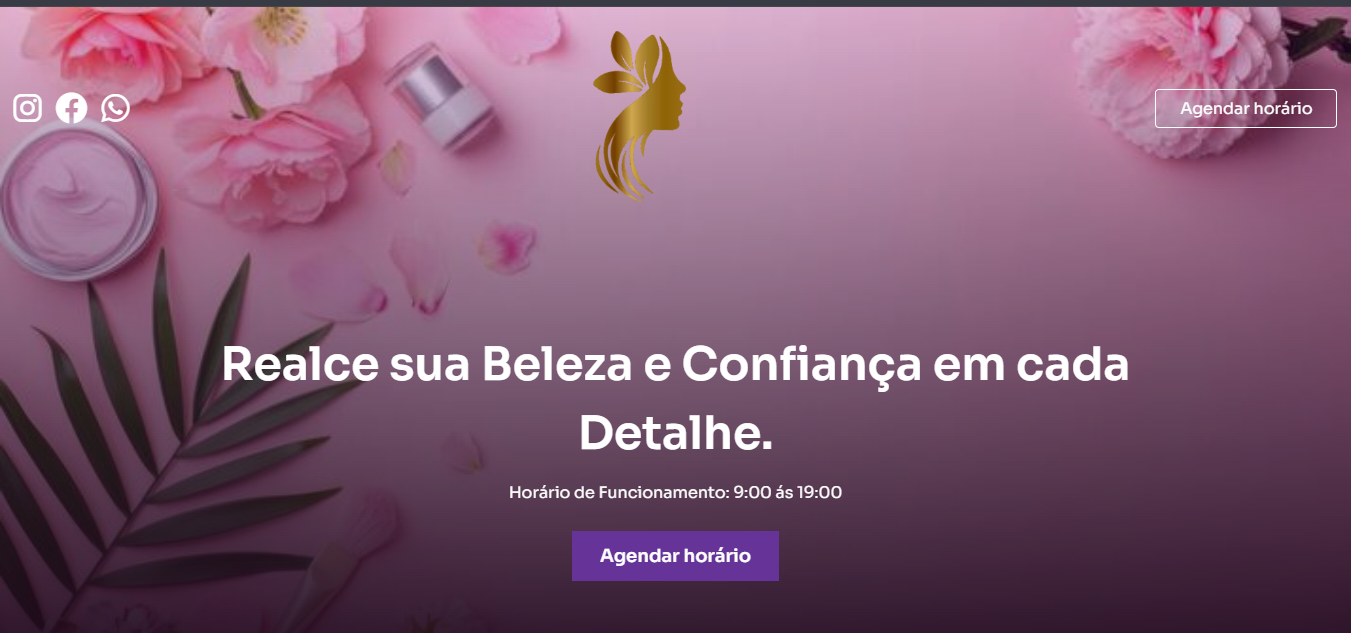 Agendar horário
Realce sua Beleza e Confiança em cada
Detalhe.
Horário de Funcionamento: 9:00 ás 19:00
Agendar horário